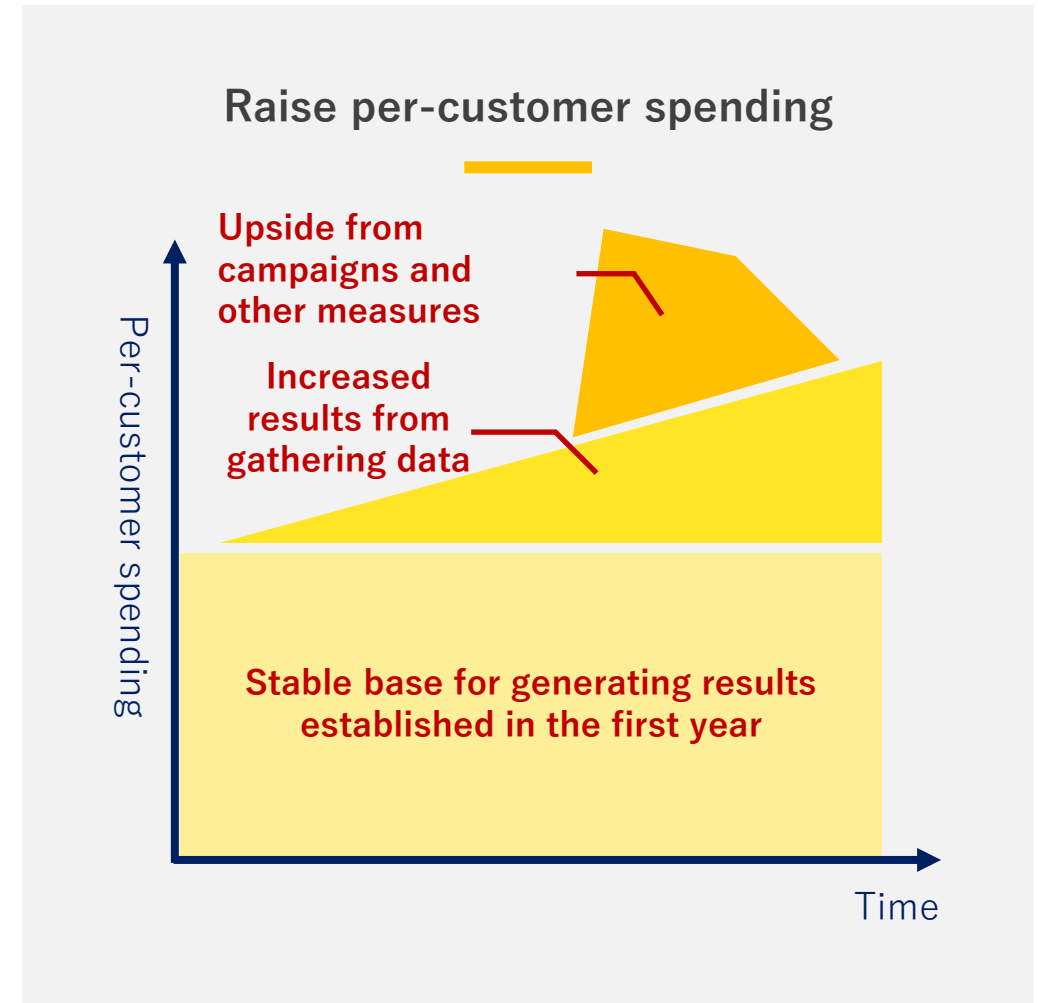 Raise per-customer spending
Upside from
campaigns and
other measures
Increased
results from
gathering data
Per-customer spending
Stable base for generating results
established in the first year
Time